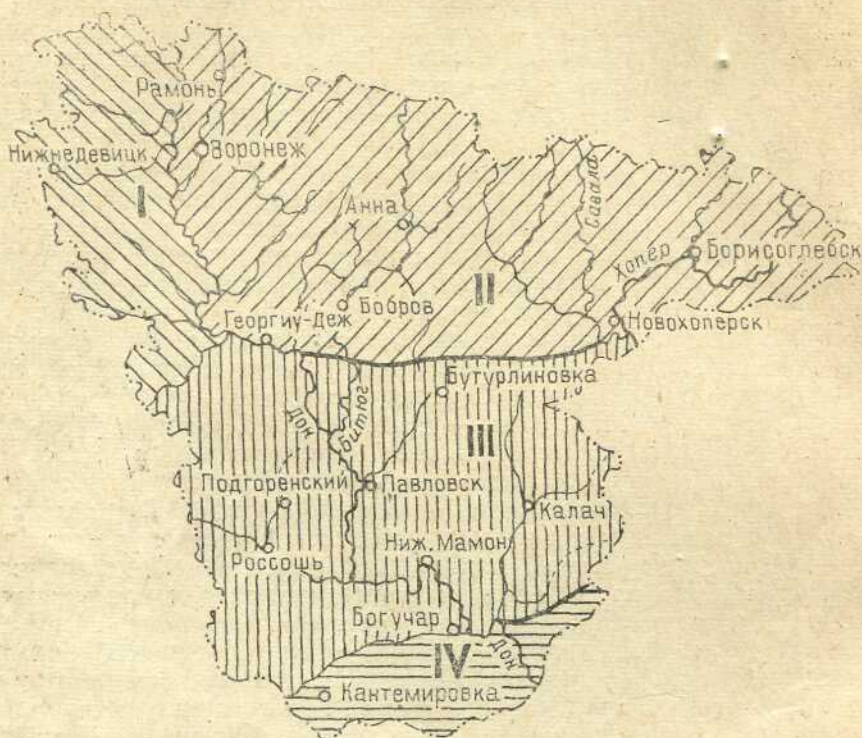 Рамонь
Нижнедевицк
Воронеж
I
Анна
Савала
Хопёр
Борисоглебск
II
Бобров
Георгиу-Деж
Новохоперск
Бутурлиновка
Дон
Битюг
III
Подгоренский
Павловск
Калач
Ниж. Мамон
Россошь
Богучар
Дон
IV
Кантемировка